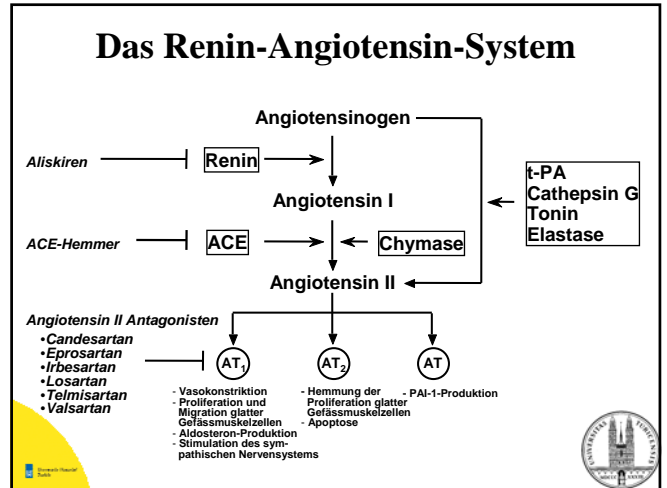 Das Renin-Angiotensin-System
Angiotensinogen
Aliskiren
Renin
Angiotensin I
t-PA
Cathepsin G
Tonin
Elastase
ACE-Hemmer
ACE
Chymase
Angiotensin II
Angiotensin II Antagonisten
•Candesartan
•Eprosartan
•Irbesartan
•Losartan
•Telmisartan
•Valsartan
AT1
AT2
AT
- Vasokonstriktion
- Proliferation und
Migration glatter
Gefässmuskelzellen
- Aldosteron-Produktion
- Stimulation des sym-
pathischen Nervensystems
- Hemmung der
Proliferation glatter
Gefässmuskelzellen
- Apoptose
- PAI-1-Produktion